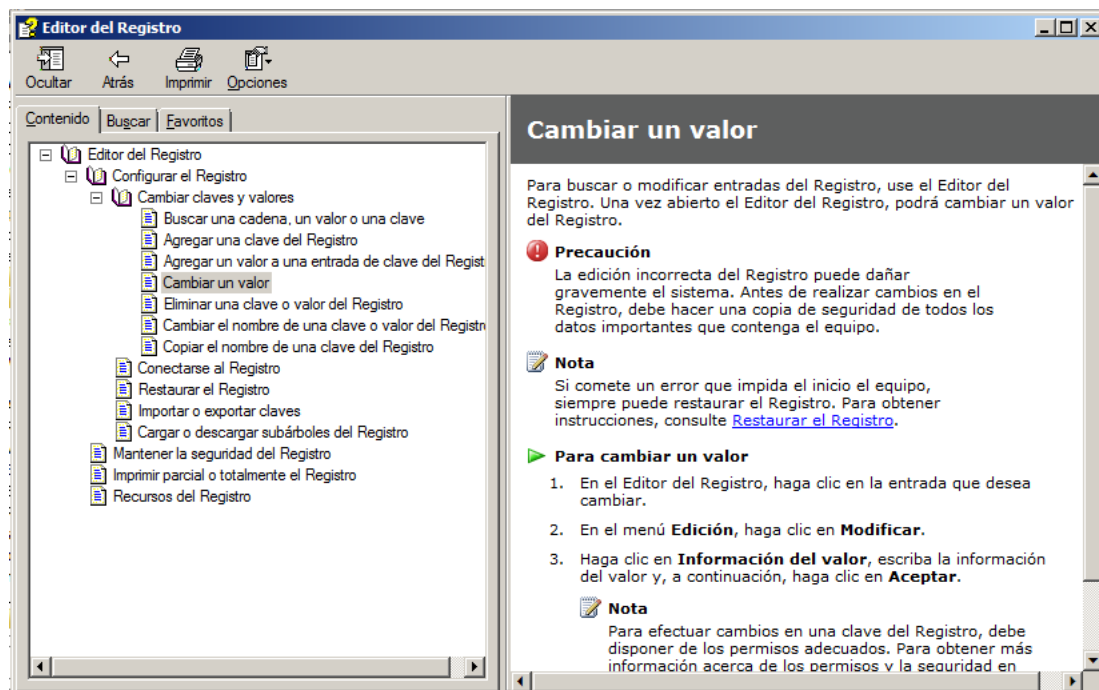 Editor del Registro
Ocultar Atrás Imprimir Opciones
Contenido Buscar Favoritos
Editor del Registro
Configurar el Registro
Cambiar claves y valores
Buscar una cadena, un valor o una clave
Agregar una clave del Registro
Agregar un valor a una entrada de clave del Regist
Cambiar un valor
Eliminar una clave o valor del Registro
Cambiar el nombre de una clave o valor del Registr
Copiar el nombre de una clave del Registro
Conectarse al Registro
Restaurar el Registro
Importar o exportar claves
Cargar o descargar subárboles del Registro
Mantener la seguridad del Registro
Imprimir parcial o totalmente el Registro
Recursos del Registro
Cambiar un valor
Para buscar o modificar entradas del Registro, use el Editor del
Registro. Una vez abierto el Editor del Registro, podrá cambiar un valor
del Registro.
Precaución
La edición incorrecta del Registro puede dañar
gravemente el sistema. Antes de realizar cambios en el
Registro, debe hacer una copia de seguridad de todos los
datos importantes que contenga el equipo.
Nota
Si comete un error que impida el inicio el equipo,
siempre puede restaurar el Registro. Para obtener
instrucciones, consulte Restaurar el Registro.
Para cambiar un valor
1. En el Editor del Registro, haga clic en la entrada que desea
cambiar.
2. En el menú Edición, haga clic en Modificar.
3. Haga clic en Información del valor, escriba la información
del valor y, a continuación, haga clic en Aceptar.
Nota
Para efectuar cambios en una clave del Registro, debe
disponer de los permisos adecuados. Para obtener más
información acerca de los permisos y la seguridad en